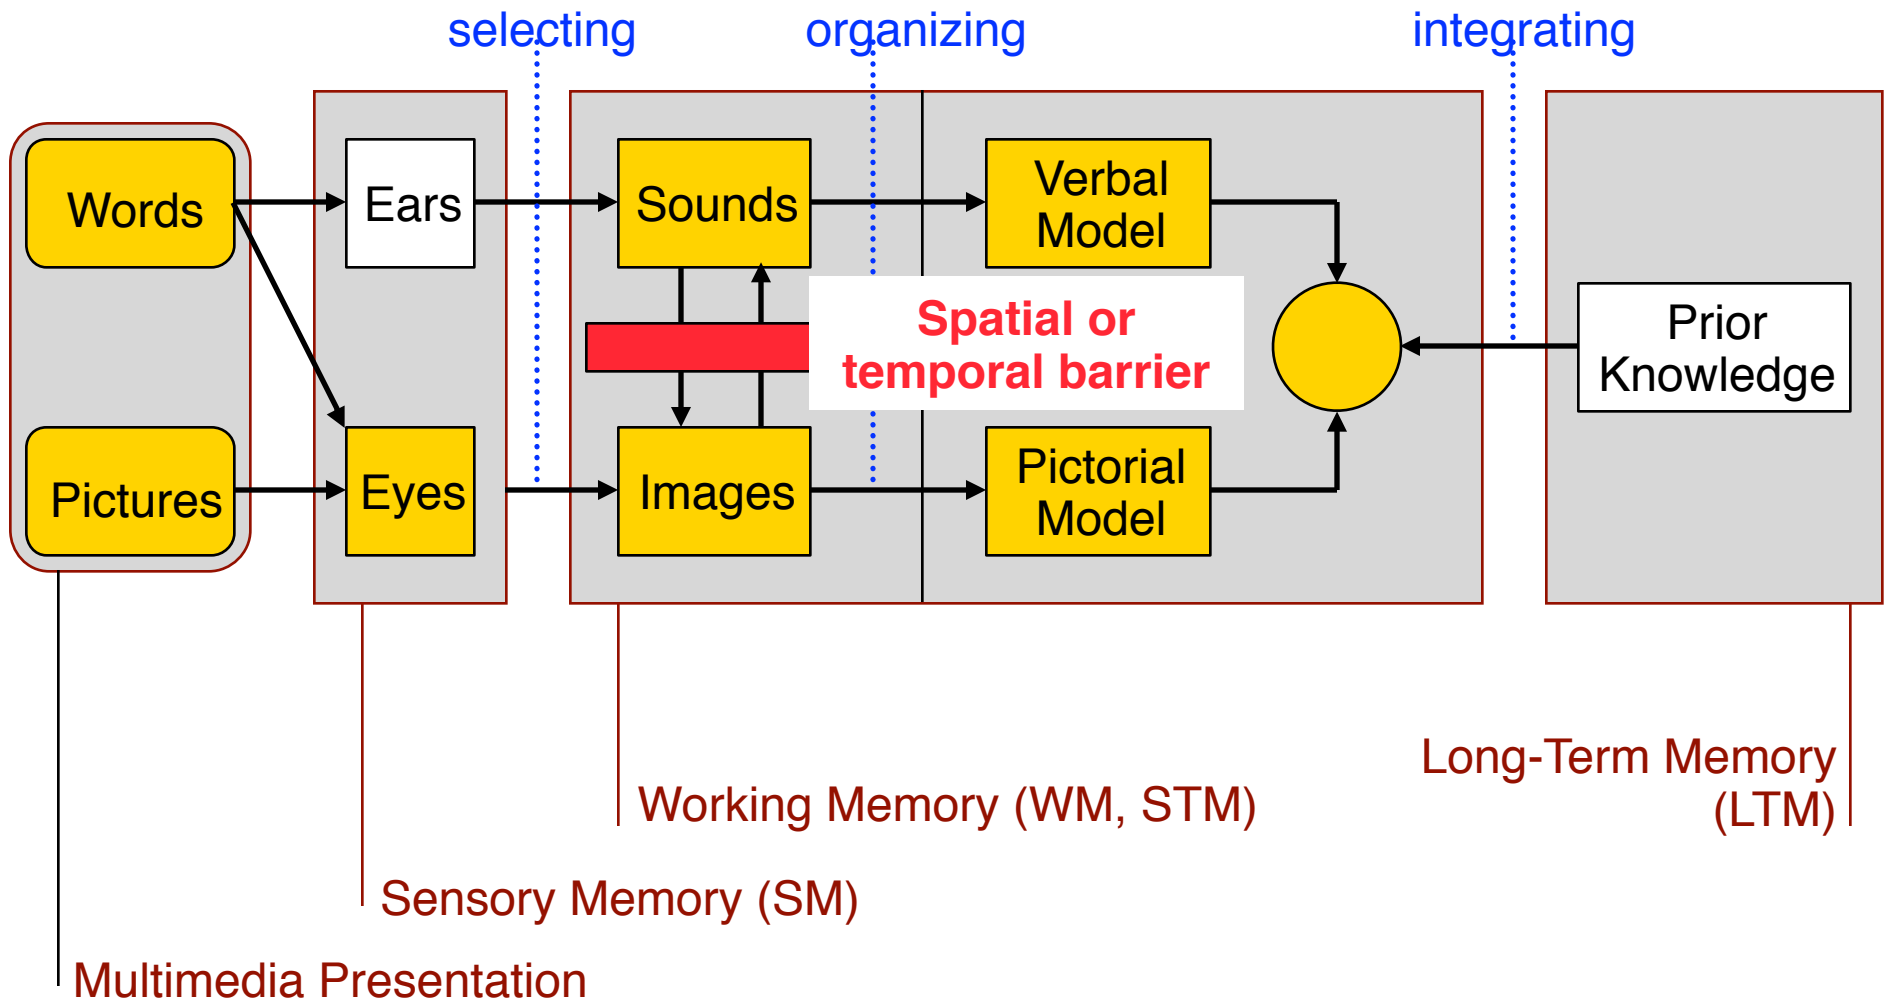 selecting
organizing
integrating
Words
Ears
Sounds
Verbal
Model
Spatial or
temporal barrier
Prior
Knowledge
Pictures
Eyes
Images
Pictorial
Model
Long-Term Memory
(LTM)
Working Memory (WM, STM)
Sensory Memory (SM)
Multimedia Presentation